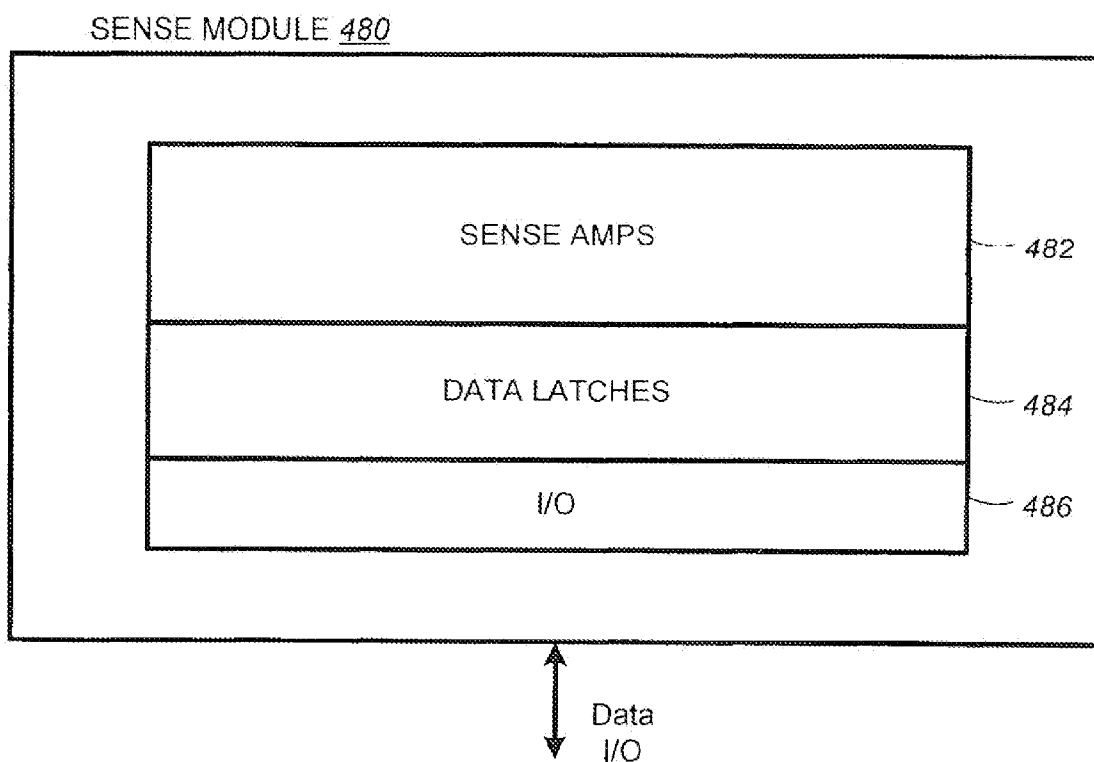 SENSE MODULE 480
SENSE AMPS
482
DATA LATCHES
484
I/O
486
Data
I/O